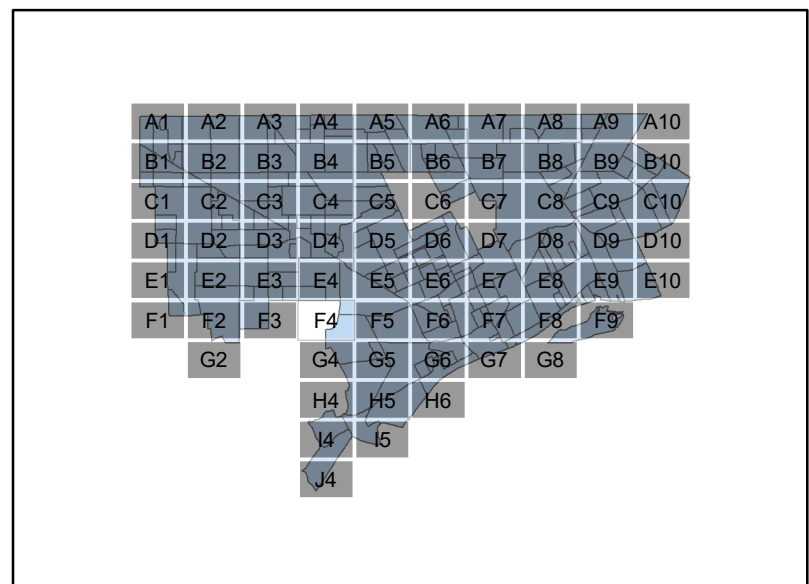 A1 A2 A3 A4 A5 A6 A7 A8 A9 A10
B1 B2 B3 B4 B5 B6 B7 B8 B9 B10
C1 C2 C3 C4 C5 C6 C7 C8 C9 C10
D1 D2 D3 D4 D5 D6 D7 D8 D9 D10
E1 E2 E3 E4 E5 E6 E7 E8 E9 E10
F1 F2 F3 F4 F5 F6 F7 F8 F9
G2 G4 G5 G6 G7 G8
H4 H5 H6
I4 I5
J4